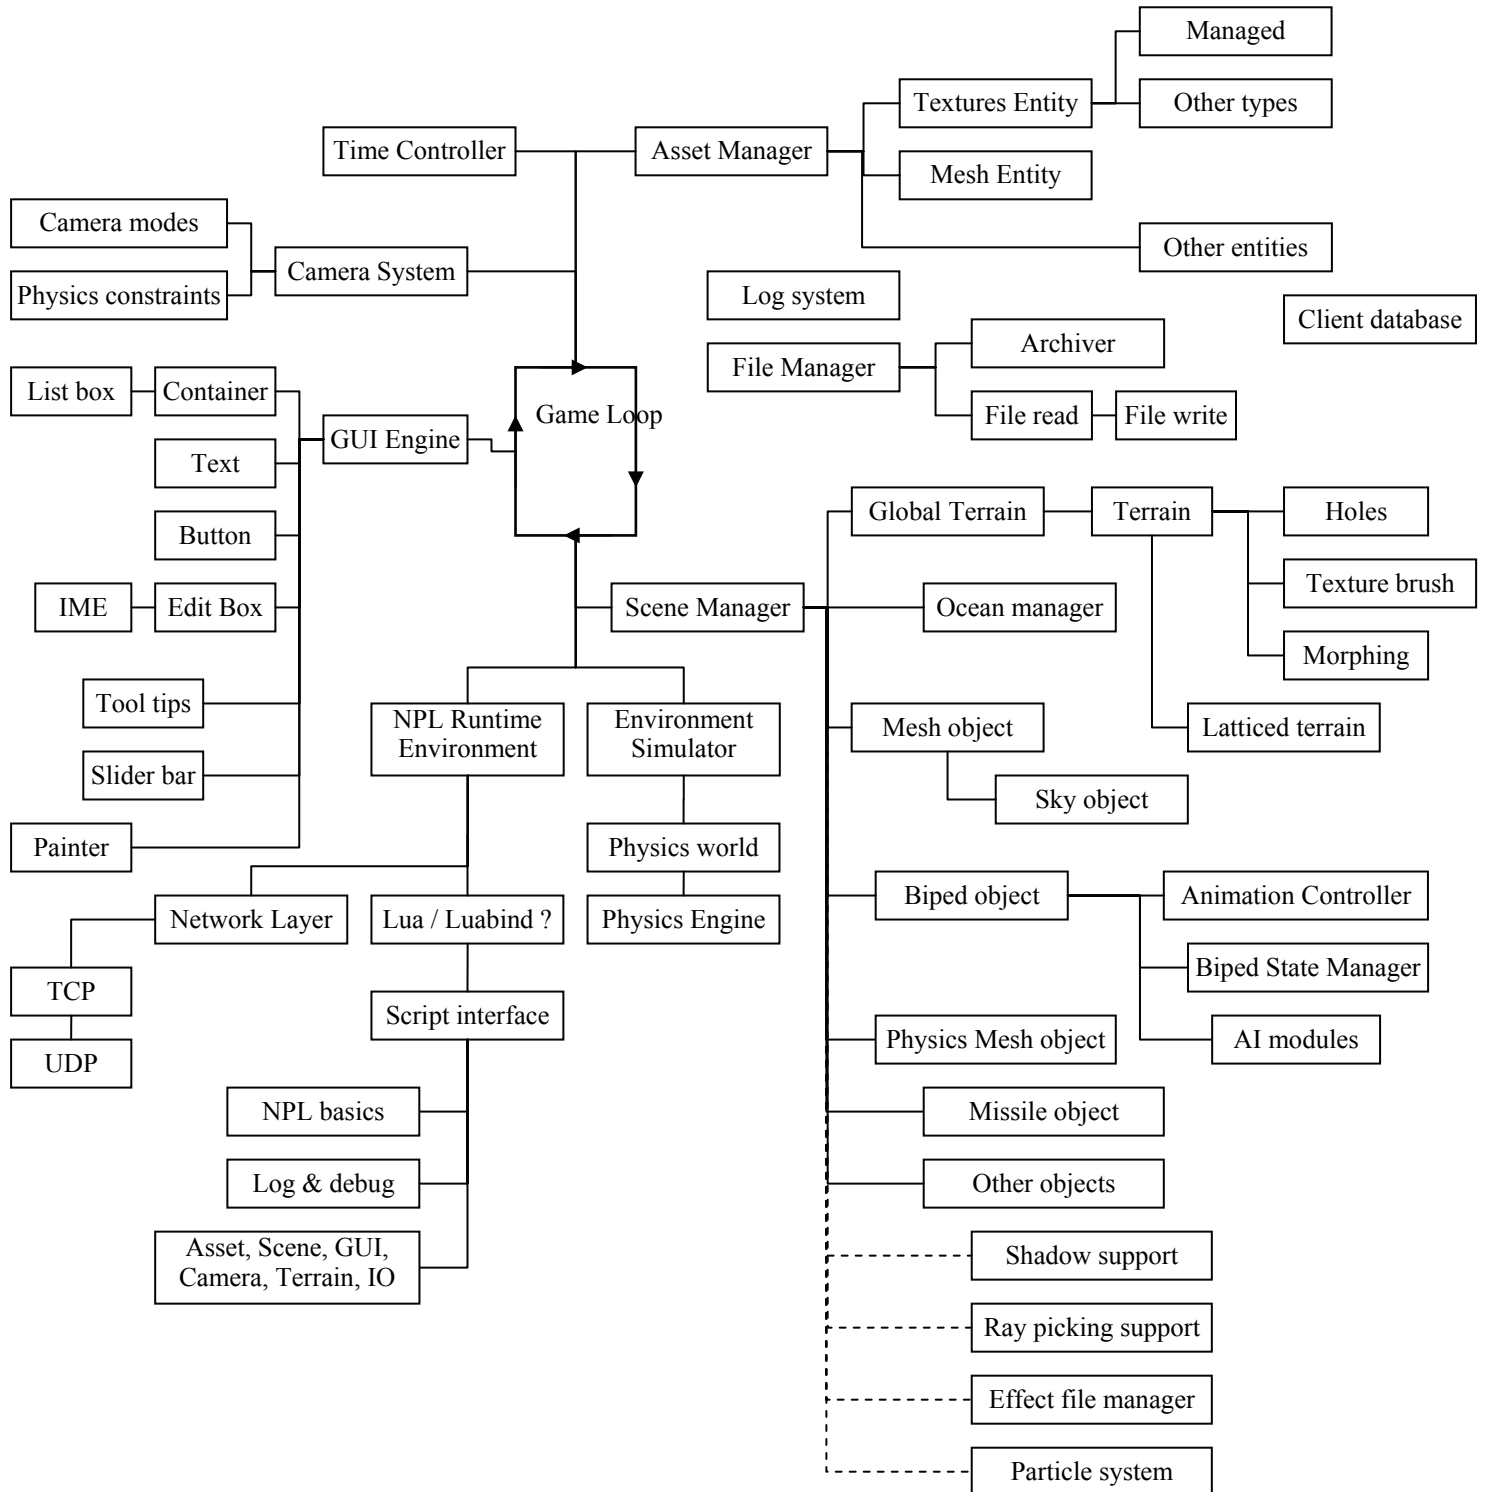 Managed
Textures Entity
Other types
Time Controller
Asset Manager
Mesh Entity
Camera modes
Other entities
Camera System
Physics constraints
Log system
Client database
Archiver
File Manager
List box
Container
Game Loop
File read
File write
GUI Engine
Text
Global Terrain
Terrain
Holes
Button
Texture brush
IME
Edit Box
Scene Manager
Ocean manager
Morphing
Tool tips
NPL Runtime
Environment
Environment
Simulator
Mesh object
Latticed terrain
Slider bar
Sky object
Painter
Physics world
Biped object
Animation Controller
Network Layer
Lua / Luabind ?
Physics Engine
Biped State Manager
TCP
Script interface
Physics Mesh object
AI modules
UDP
NPL basics
Missile object
Log & debug
Other objects
Asset, Scene, GUI,
Camera, Terrain, IO
Shadow support
Ray picking support
Effect file manager
Particle system